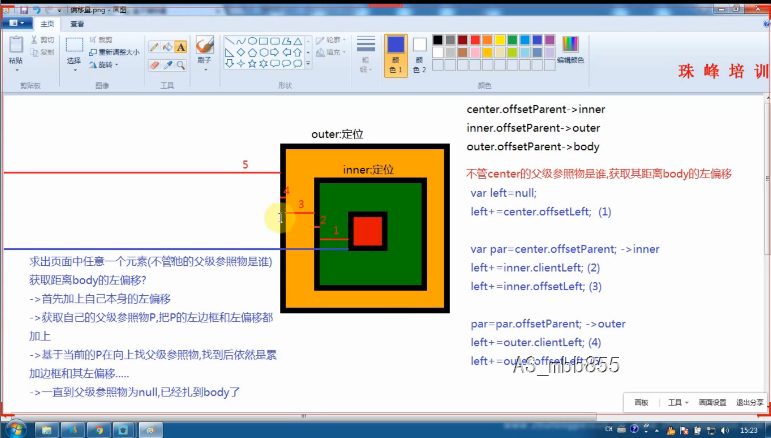 偏移量.png - 画图
主页
查看
粘贴
剪切
复制
选择
裁剪
重新调整大小
旋转
刷子
轮廓
填充
粗细
颜色 1
颜色 2
编辑颜色
剪贴板
图像
工具
形状
颜色
珠峰培训
center.offsetParent->inner
inner.offsetParent->outer
outer.offsetParent->body
outer:定位
inner:定位
5
4
3
2
1
不管center的父级参照物是谁,获取其距离body的左偏移
var left=null;
left+=center.offsetLeft; (1)
var par=center.offsetParent; ->inner
left+=inner.clientLeft; (2)
left+=inner.offsetLeft; (3)
par=par.offsetParent; ->outer
left+=outer.clientLeft; (4)
left+=outer.offsetLeft
A3_mbb855
求出页面中任意一个元素(不管他的父级参照物是谁)
获取距离body的左偏移?
->首先加上自己本身的左偏移
->获取自己的父级参照物P,把P的左边框和左偏移都
加上
->基于当前的P在向上找父级参照物,找到后依然是累
加边框和其左偏移.....
->一直到父级参照物为null,已经扎到body了
画板
工具
画面设置
退出分享
CH
15:23